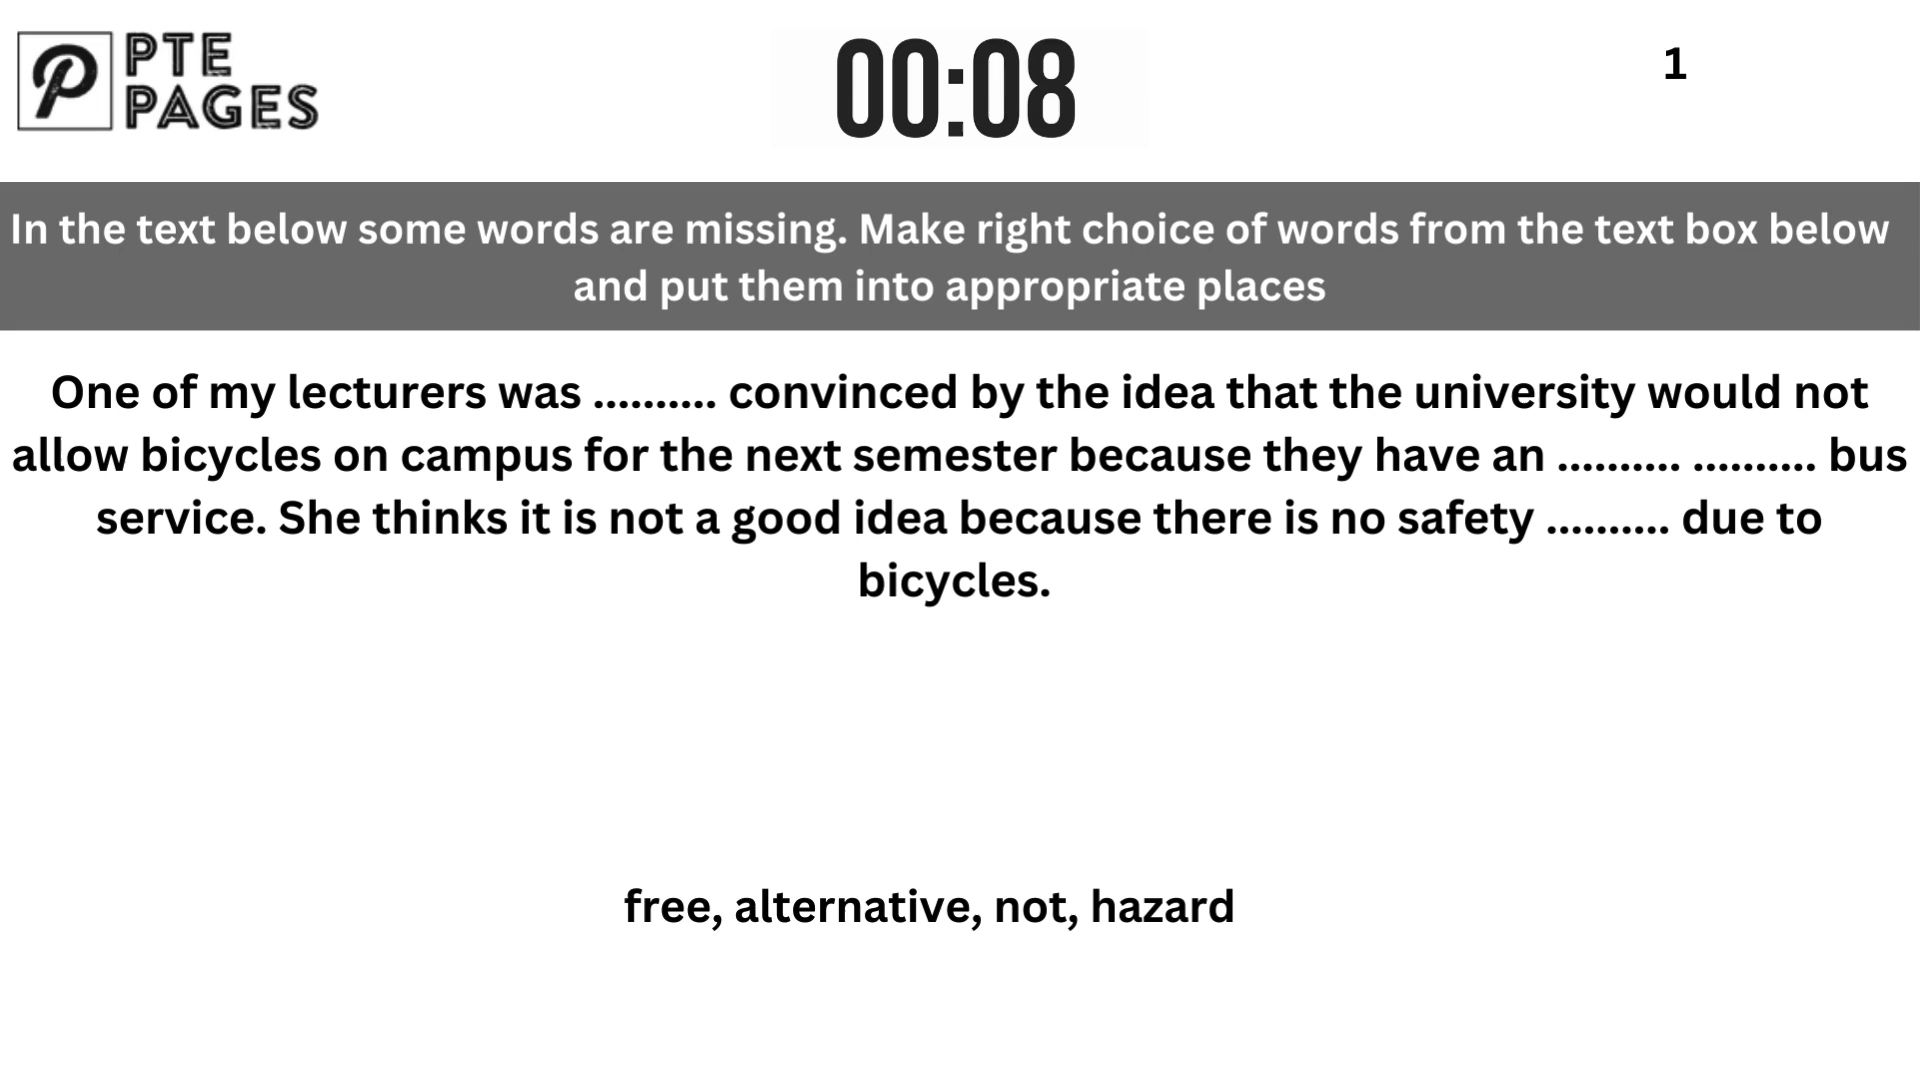 PTE
PAGES
00:08
1
In the text below some words are missing. Make right choice of words from the text box below
and put them into appropriate places
One of my lecturers was .......... convinced by the idea that the university would not
allow bicycles on campus for the next semester because they have an .......... .......... bus
service. She thinks it is not a good idea because there is no safety .......... due to
bicycles.
free, alternative, not, hazard